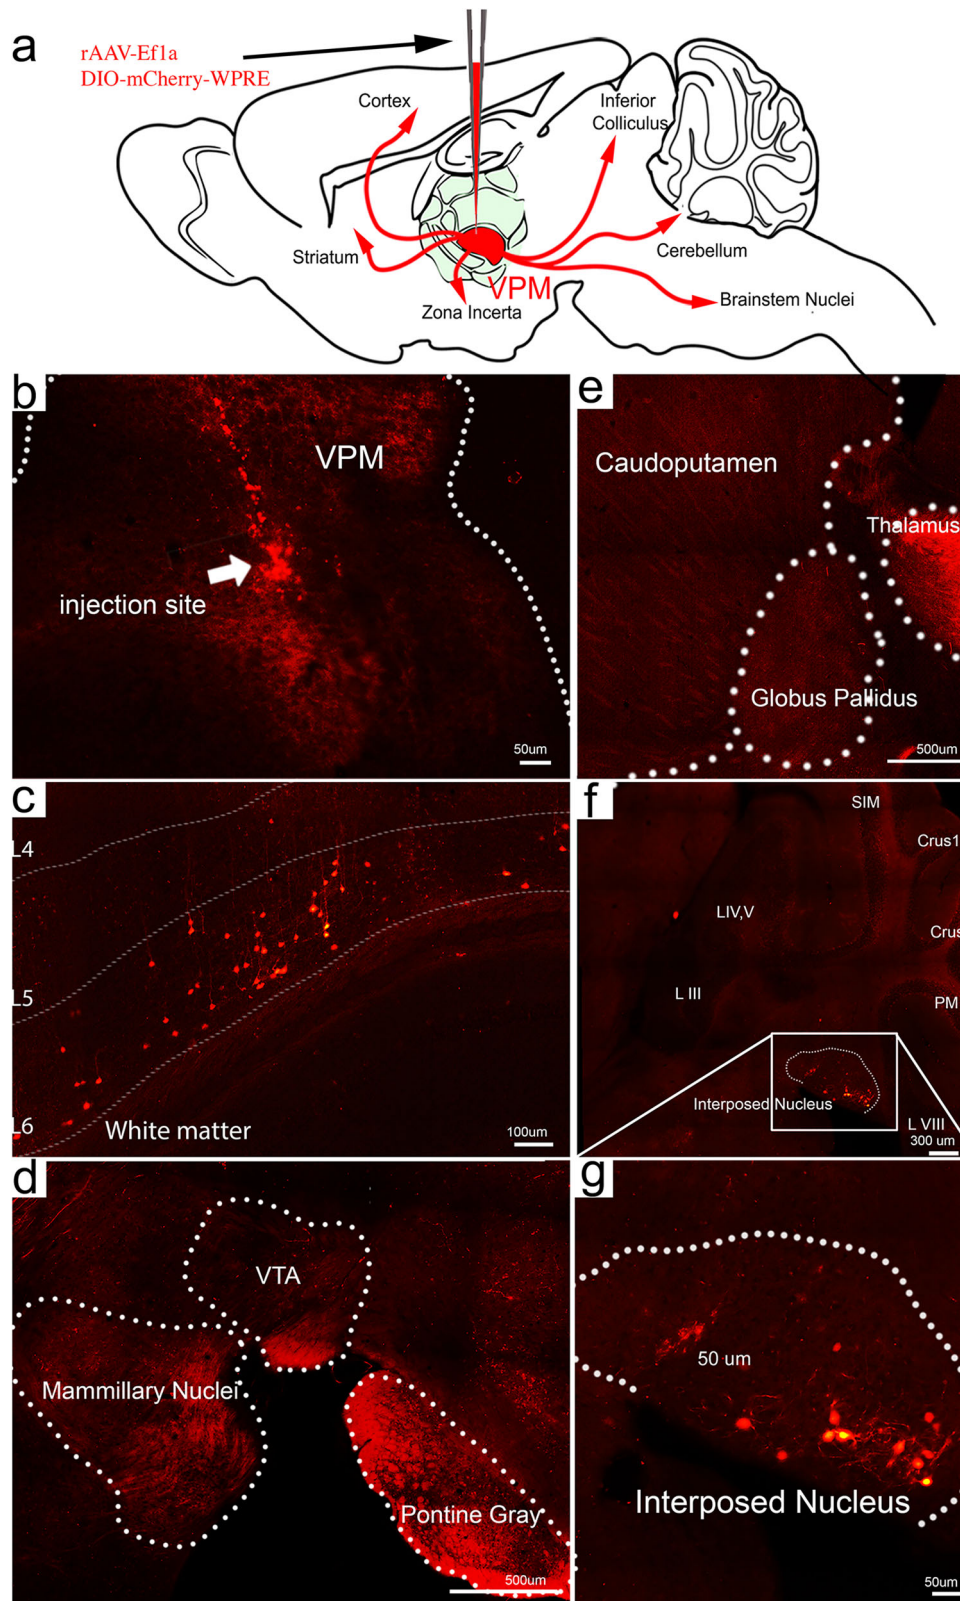 a
rAAV-Ef1a
DIO-mCherry-WPRE
Cortex
Inferior
Colliculus
Striatum
Cerebellum
VPM
Zona Incerta
Brainstem Nuclei
b
VPM
injection site
50um
e
Caudoputamen
Thalamus
Globus Pallidus
500um
c
L4
L5
L6
White matter
100um
f
SIM
Crus1
LIV,V
Crus
L III
PM
Interposed Nucleus
L VIII
300 um
d
VTA
Mammillary Nuclei
Pontine Gray
500um
g
50 um
Interposed Nucleus
50um